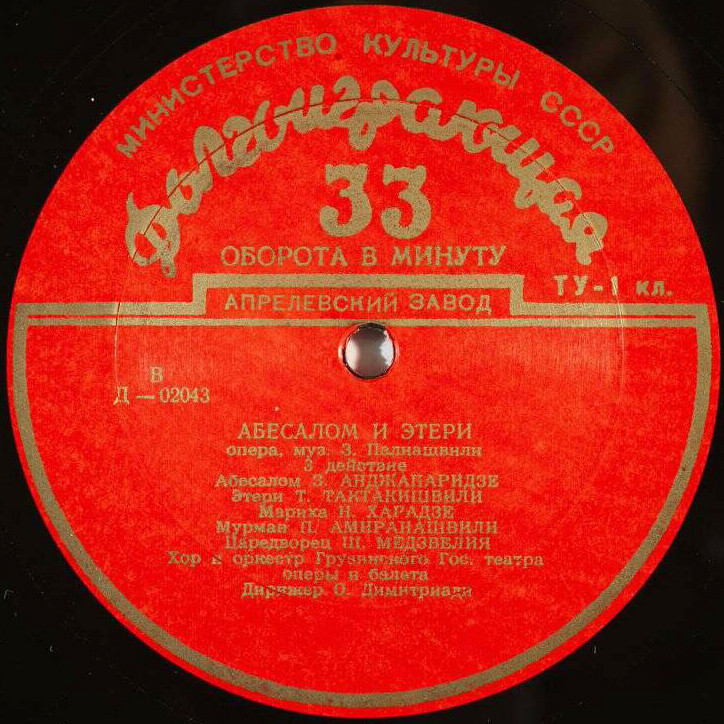 МИНИСТЕРСТВО КУЛЬТУРЫ СССР
Долгоиграющая
33
ОБОРОТА В МИНУТУ
ТУ-1 кл.
АПРЕЛЕВСКИЙ ЗАВОД
В
Д — 02043
АБЕСАЛОМ И ЭТЕРИ
опера, муз. З. Палиашвили
3 действие
Абесалом З. АНДЖАПАРИДЗЕ
Этери Т. ТАКТАКИШВИЛИ
Мариха Н. ХАРАДЗЕ
Мурман П. АМИРАНАШВИЛИ
Царедворец Ш. МЕДЗВЕЛИЯ
Хор и оркестр Грузинского Гос. театра
оперы и балета
Дирижер О. Димитриади